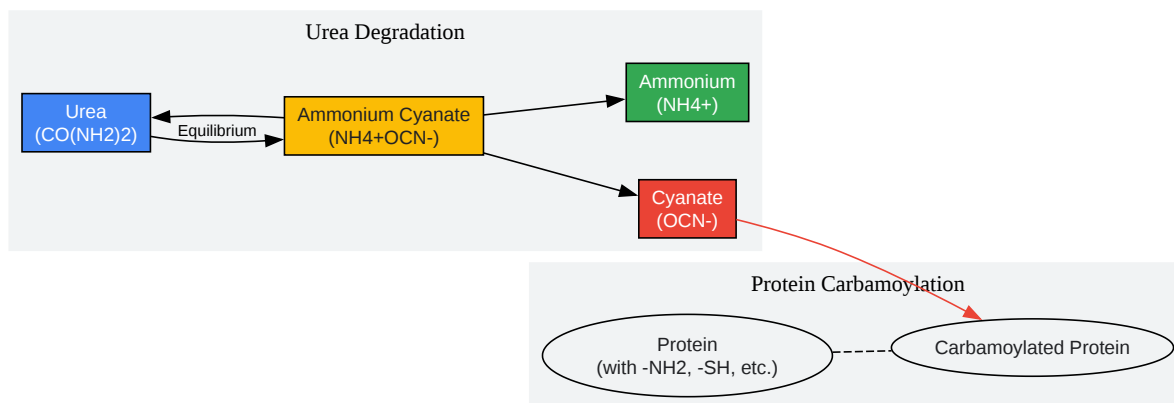 Urea Degradation
Urea
(CO(NH2)2)
Equilibrium
Ammonium Cyanate
(NH4+OCN-)
Ammonium
(NH4+)
Cyanate
(OCN-)
Protein Carbamoylation
Protein
(with -NH2, -SH, etc.)
Carbamoylated Protein